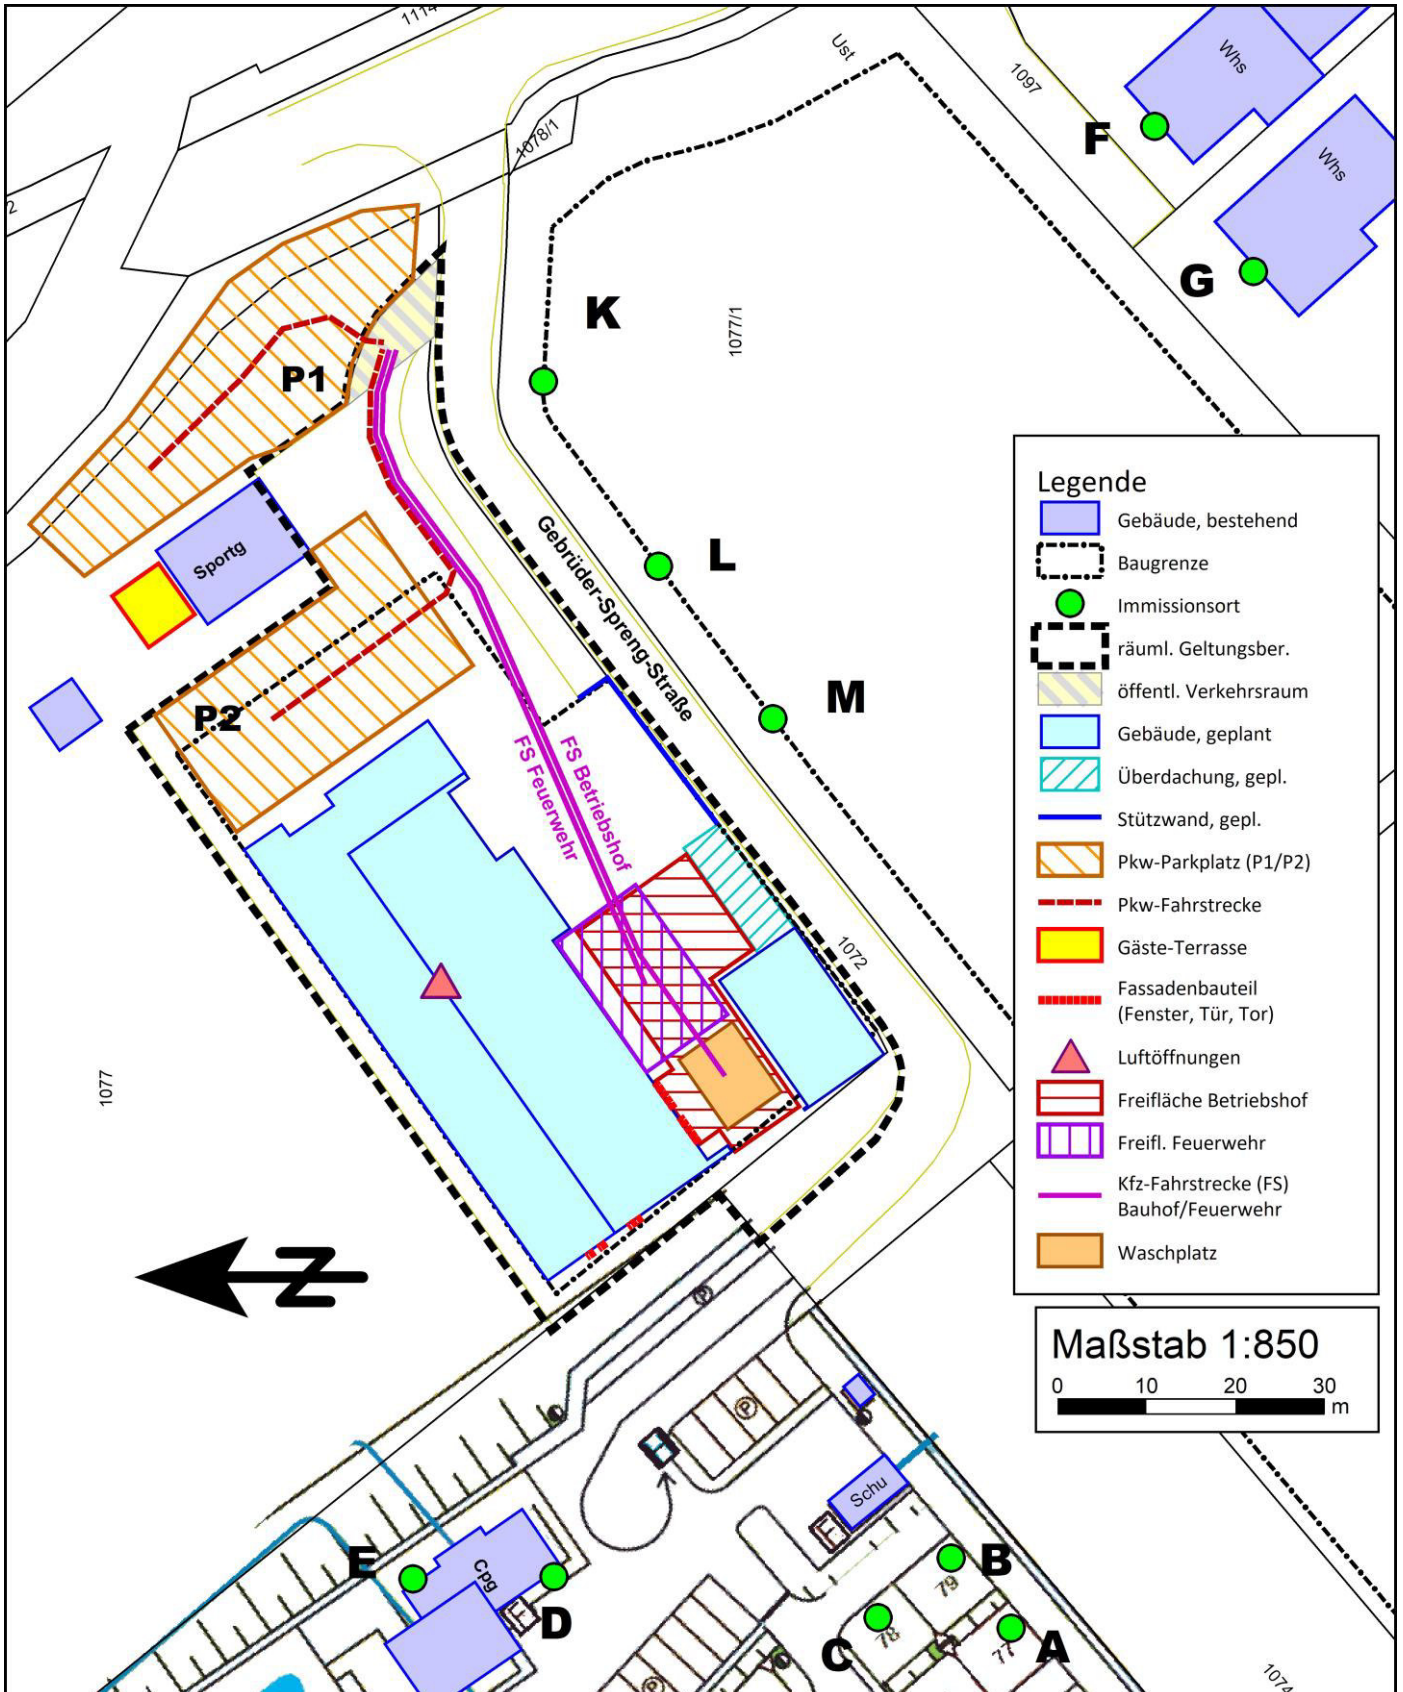 1114
Ust
1097
Whs
1078/1
F
Whs
2
G
K
1077/1
P1
Legende
Gebäude, bestehend
Baugrenze
Immissionsort
räuml. Geltungsber.
öffentl. Verkehrsraum
Gebäude, geplant
Überdachung, gepl.
Stützwand, gepl.
Pkw-Parkplatz (P1/P2)
Pkw-Fahrstrecke
Gäste-Terrasse
Fassadenbauteil
(Fenster, Tür, Tor)
Luftöffnungen
Freifläche Betriebshof
Freifl. Feuerwehr
Kfz-Fahrstrecke (FS)
Bauhof/Feuerwehr
Waschplatz
Sportg
L
Gebrüder-Spreng-Straße
M
P2
FS Betriebshof
FS Feuerwehr
1072
1077
N
P
Maßstab 1:850
0 10 20 30 m
P
Schu
F
E
Cpg
B
79
D
F
C
78
A
77
P
1074